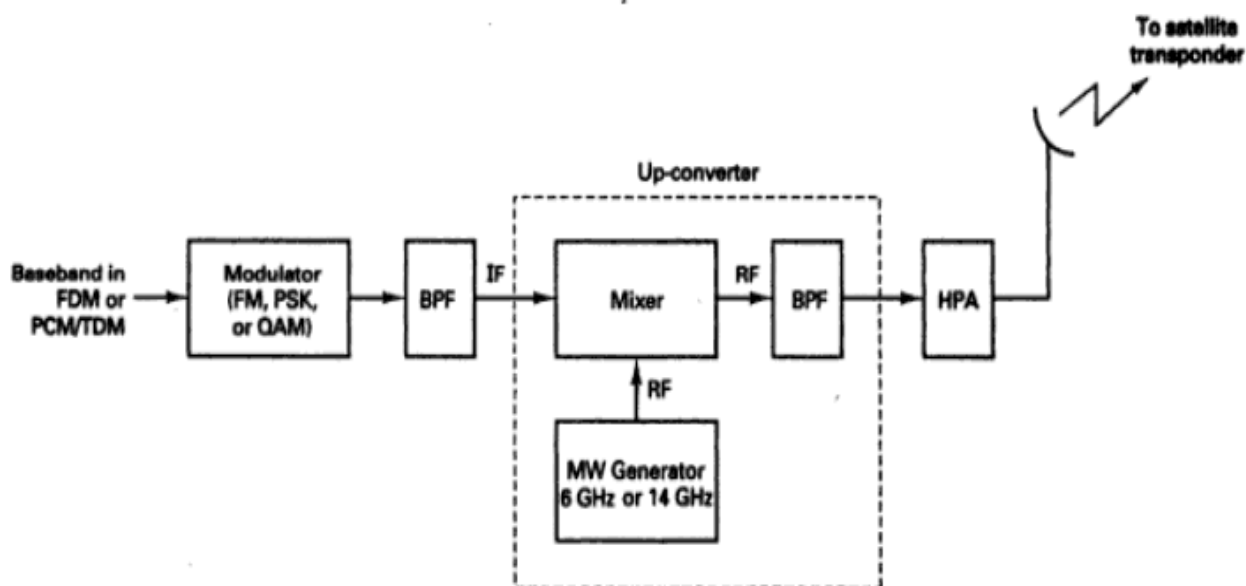 To satellite
transponder
Up-converter
Baseband in
FDM or
PCM/TDM
Modulator
(FM, PSK,
or QAM)
BPF
IF
Mixer
RF
BPF
HPA
RF
MW Generator
6 GHz or 14 GHz